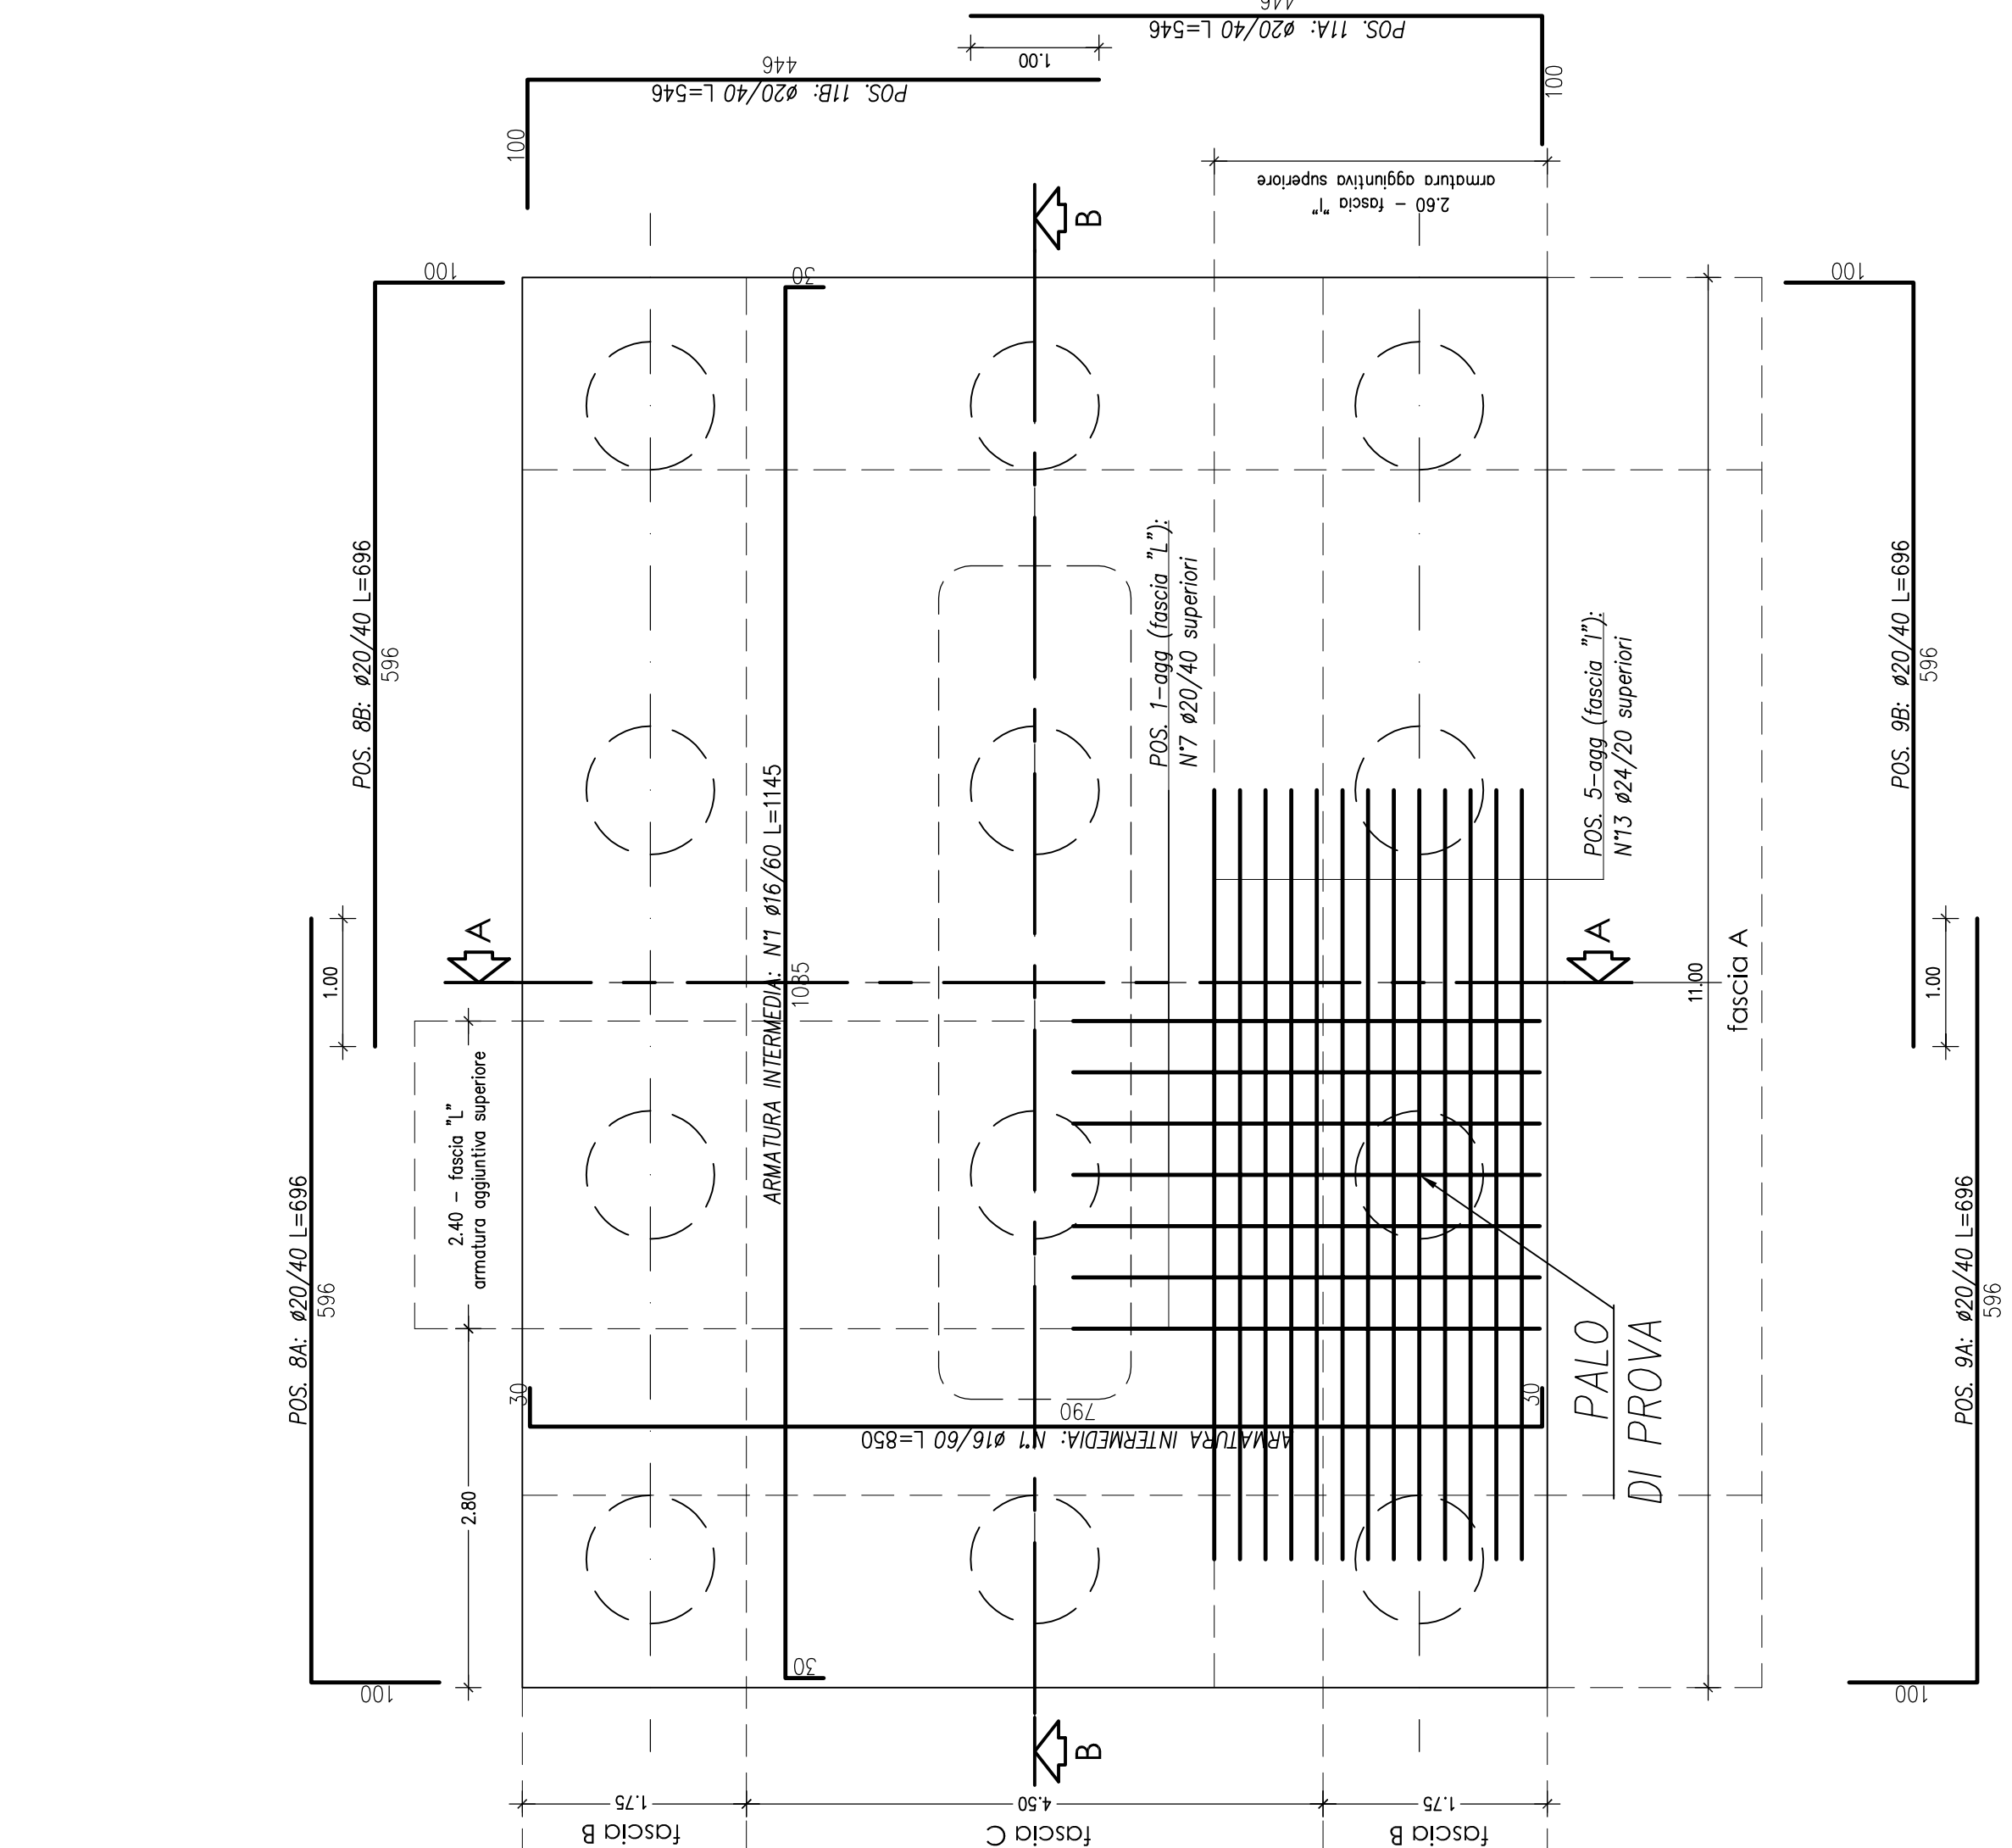 446
POS. 11A: ø20/40 L=546
100
1.00
446
POS. 11B: ø20/40 L=546
100
2.60 - fascia "I"
armatura aggiuntiva superiore
B
100
POS. 8B: ø20/40 L=696
596
1.00
100
POS. 9B: ø20/40 L=696
596
1.00
30
ARMATURA INTERMEDIA: N°1 ø16/60 L=1145
1085
30
POS. 1-agg (fascia "L"):
N°7 ø20/40 superiori
POS. 5-agg (fascia "I"):
N°13 ø24/20 superiori
A
A
11.00
fascia A
2.40 - fascia "L"
armatura aggiuntiva superiore
2.80
POS. 8A: ø20/40 L=696
596
100
POS. 9A: ø20/40 L=696
596
100
30
790
30
ARMATURA INTERMEDIA: N°1 ø16/60 L=850
PALO
DI PROVA
B
1.75
fascia B
4.50
fascia C
1.75
fascia B